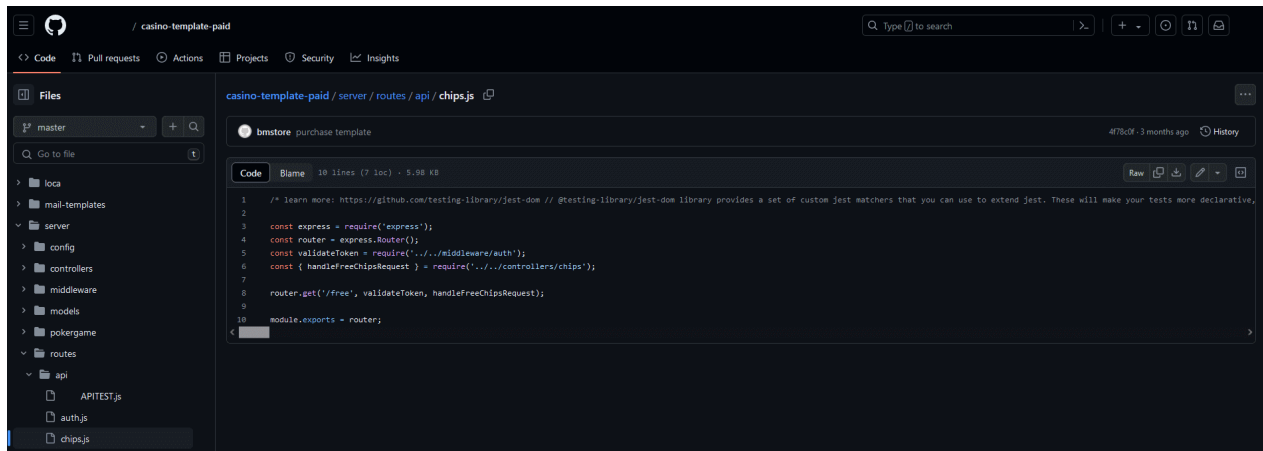 / casino-template-paid
Type / to search
Code Pull requests Actions Projects Security Insights
Files
casino-template-paid / server / routes / api / chips.js
master
bmstore purchase template
4f78c0f · 3 months ago History
Go to file t
Code Blame 10 lines (7 loc) · 5.98 KB
Raw
loca
mail-templates
server
config
controllers
middleware
models
pokergame
routes
api
APITEST.js
auth.js
chips.js
1 /* learn more: https://github.com/testing-library/jest-dom // @testing-library/jest-dom library provides a set of custom jest matchers that you can use to extend jest. These will make your tests more declarative,
2
3 const express = require('express');
4 const router = express.Router();
5 const validateToken = require('../../middleware/auth');
6 const { handleFreeChipsRequest } = require('../../controllers/chips');
7
8 router.get('/free', validateToken, handleFreeChipsRequest);
9
10 module.exports = router;